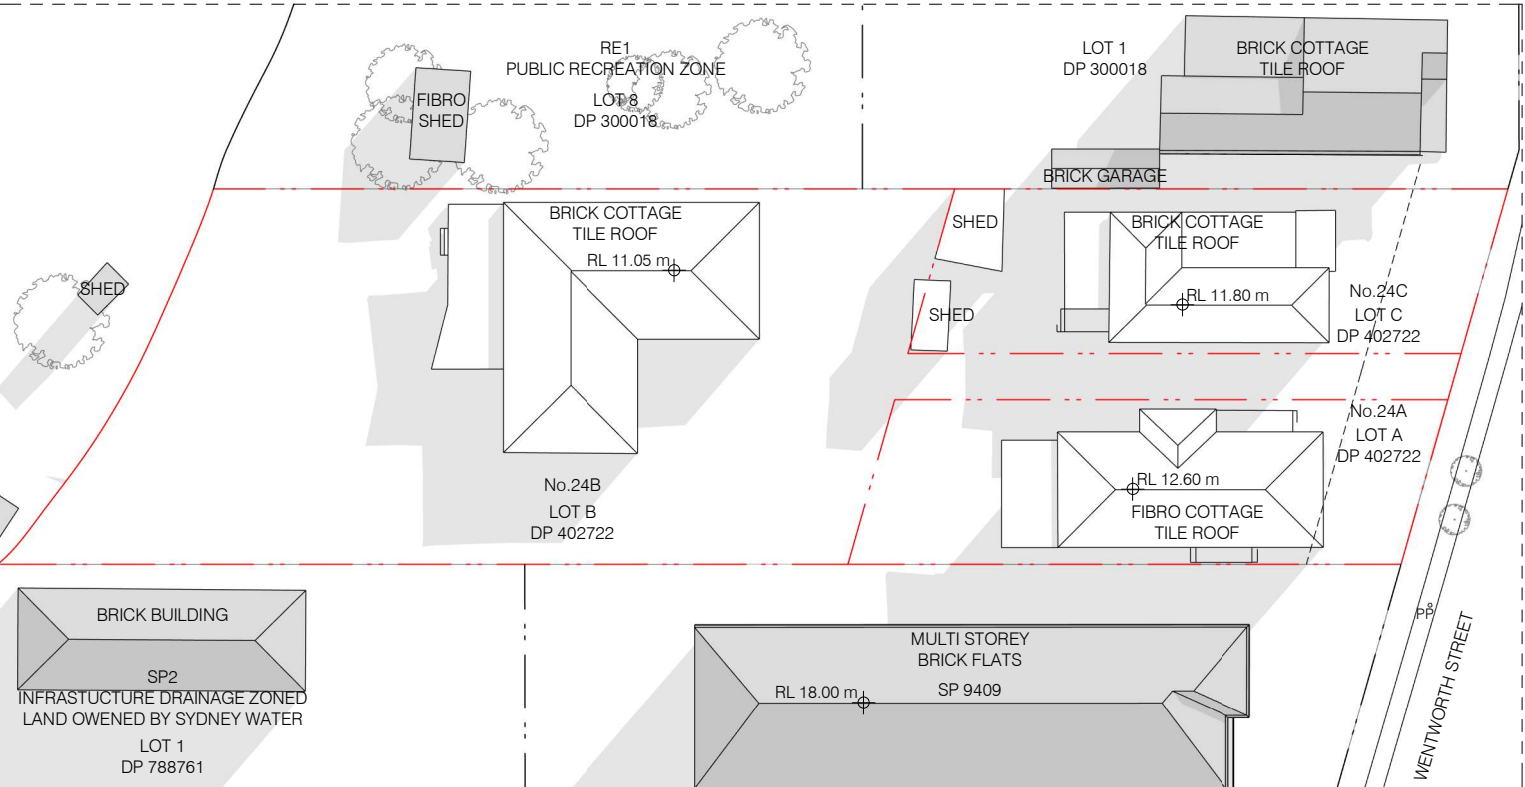 RE1
PUBLIC RECREATION ZONE
LOT 8
DP 300018
FIBRO
SHED
LOT 1
DP 300018
BRICK COTTAGE
TILE ROOF
BRICK GARAGE
BRICK COTTAGE
TILE ROOF
RL 11.05 m
SHED
BRICK COTTAGE
TILE ROOF
RL 11.80 m
SHED
SHED
No.24C
LOT C
DP 402722
No.24A
LOT A
DP 402722
No.24B
LOT B
DP 402722
RL 12.60 m
FIBRO COTTAGE
TILE ROOF
BRICK BUILDING
SP2
INFRASTUCTURE DRAINAGE ZONED
LAND OWENED BY SYDNEY WATER
LOT 1
DP 788761
MULTI STOREY
BRICK FLATS
SP 9409
RL 18.00 m
PP
WENTWORTH STREET